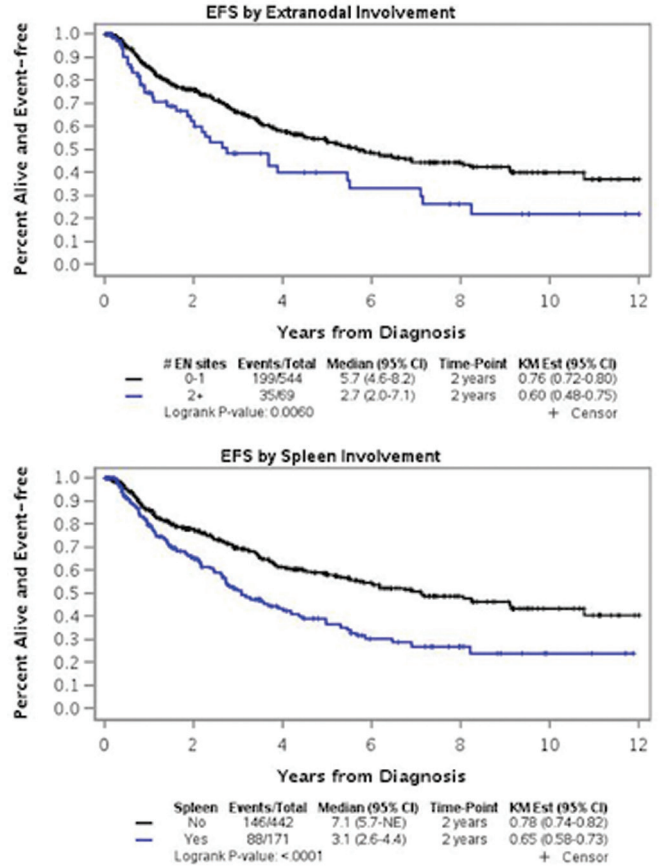 EFS by Extranodal Involvement
Percent Alive and Event-free
1.0
0.9
0.8
0.7
0.6
0.5
0.4
0.3
0.2
0.1
0.0
0 2 4 6 8 10 12
Years from Diagnosis
# EN sites Events/Total Median (95% CI) Time-Point KM Est (95% CI)
0-1 199/544 5.7 (4.6-8.2) 2 years 0.76 (0.72-0.80)
2+ 35/69 2.7 (2.0-7.1) 2 years 0.60 (0.48-0.75)
Logrank P-value: 0.0060 + Censor
EFS by Spleen Involvement
Percent Alive and Event-free
1.0
0.9
0.8
0.7
0.6
0.5
0.4
0.3
0.2
0.1
0.0
0 2 4 6 8 10 12
Years from Diagnosis
Spleen Events/Total Median (95% CI) Time-Point KM Est (95% CI)
No 146/442 7.1 (5.7-NE) 2 years 0.78 (0.74-0.82)
Yes 88/171 3.1 (2.6-4.4) 2 years 0.65 (0.58-0.73)
Logrank P-value: <.0001 + Censor